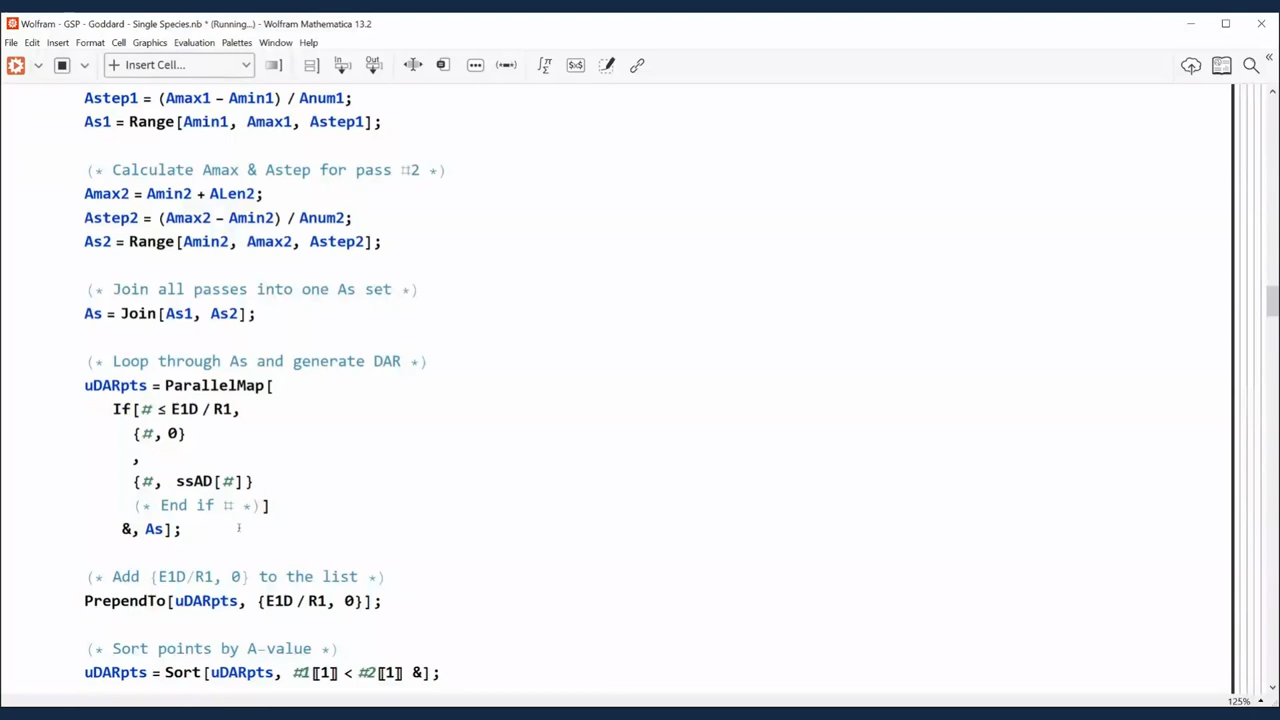 Wolfram - GSP - Goddard - Single Species.nb * (Running...) - Wolfram Mathematica 13.2
File Edit Insert Format Cell Graphics Evaluation Palettes Window Help
Insert Cell...
Astep1 = (Amax1 - Amin1) / Anum1;
As1 = Range[Amin1, Amax1, Astep1];
(* Calculate Amax & Astep for pass #2 *)
Amax2 = Amin2 + ALen2;
Astep2 = (Amax2 - Amin2) / Anum2;
As2 = Range[Amin2, Amax2, Astep2];
(* Join all passes into one As set *)
As = Join[As1, As2];
(* Loop through As and generate DAR *)
uDARpts = ParallelMap[
If[# ≤ E1D / R1,
{#, 0}
,
{#, ssAD[#]}
(* End if # *)]
&, As];
(* Add {E1D/R1, 0} to the list *)
PrependTo[uDARpts, {E1D / R1, 0}];
(* Sort points by A-value *)
uDARpts = Sort[uDARpts, #1〚1〛 < #2〚1〛 &];
125%